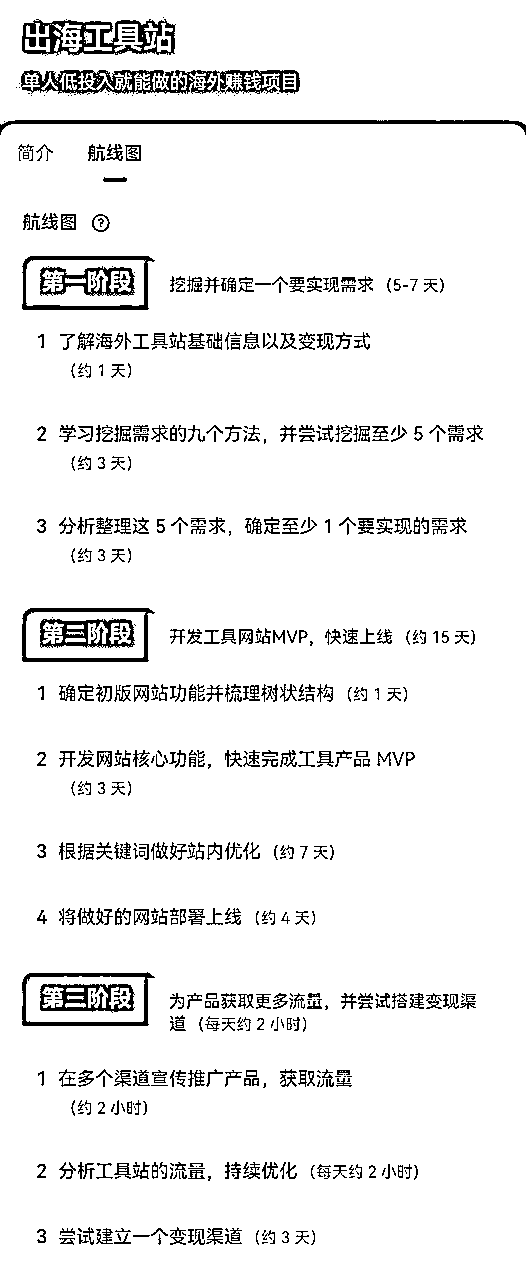 出海工具站
单人低投入就能做的海外赚钱项目
简介 航线图
航线图 ?
第一阶段 挖掘并确定一个要实现需求（5-7 天）
1 了解海外工具站基础信息以及变现方式
（约 1 天）
2 学习挖掘需求的九个方法，并尝试挖掘至少 5 个需求
（约 3 天）
3 分析整理这 5 个需求，确定至少 1 个要实现的需求
（约 3 天）
第二阶段 开发工具网站MVP，快速上线（约 15 天）
1 确定初版网站功能并梳理树状结构（约 1 天）
2 开发网站核心功能，快速完成工具产品 MVP
（约 3 天）
3 根据关键词做好站内优化（约 7 天）
4 将做好的网站部署上线（约 4 天）
第三阶段 为产品获取更多流量，并尝试搭建变现渠
道（每天约 2 小时）
1 在多个渠道宣传推广产品，获取流量
（约 2 小时）
2 分析工具站的流量，持续优化（每天约 2 小时）
3 尝试建立一个变现渠道（约 3 天）